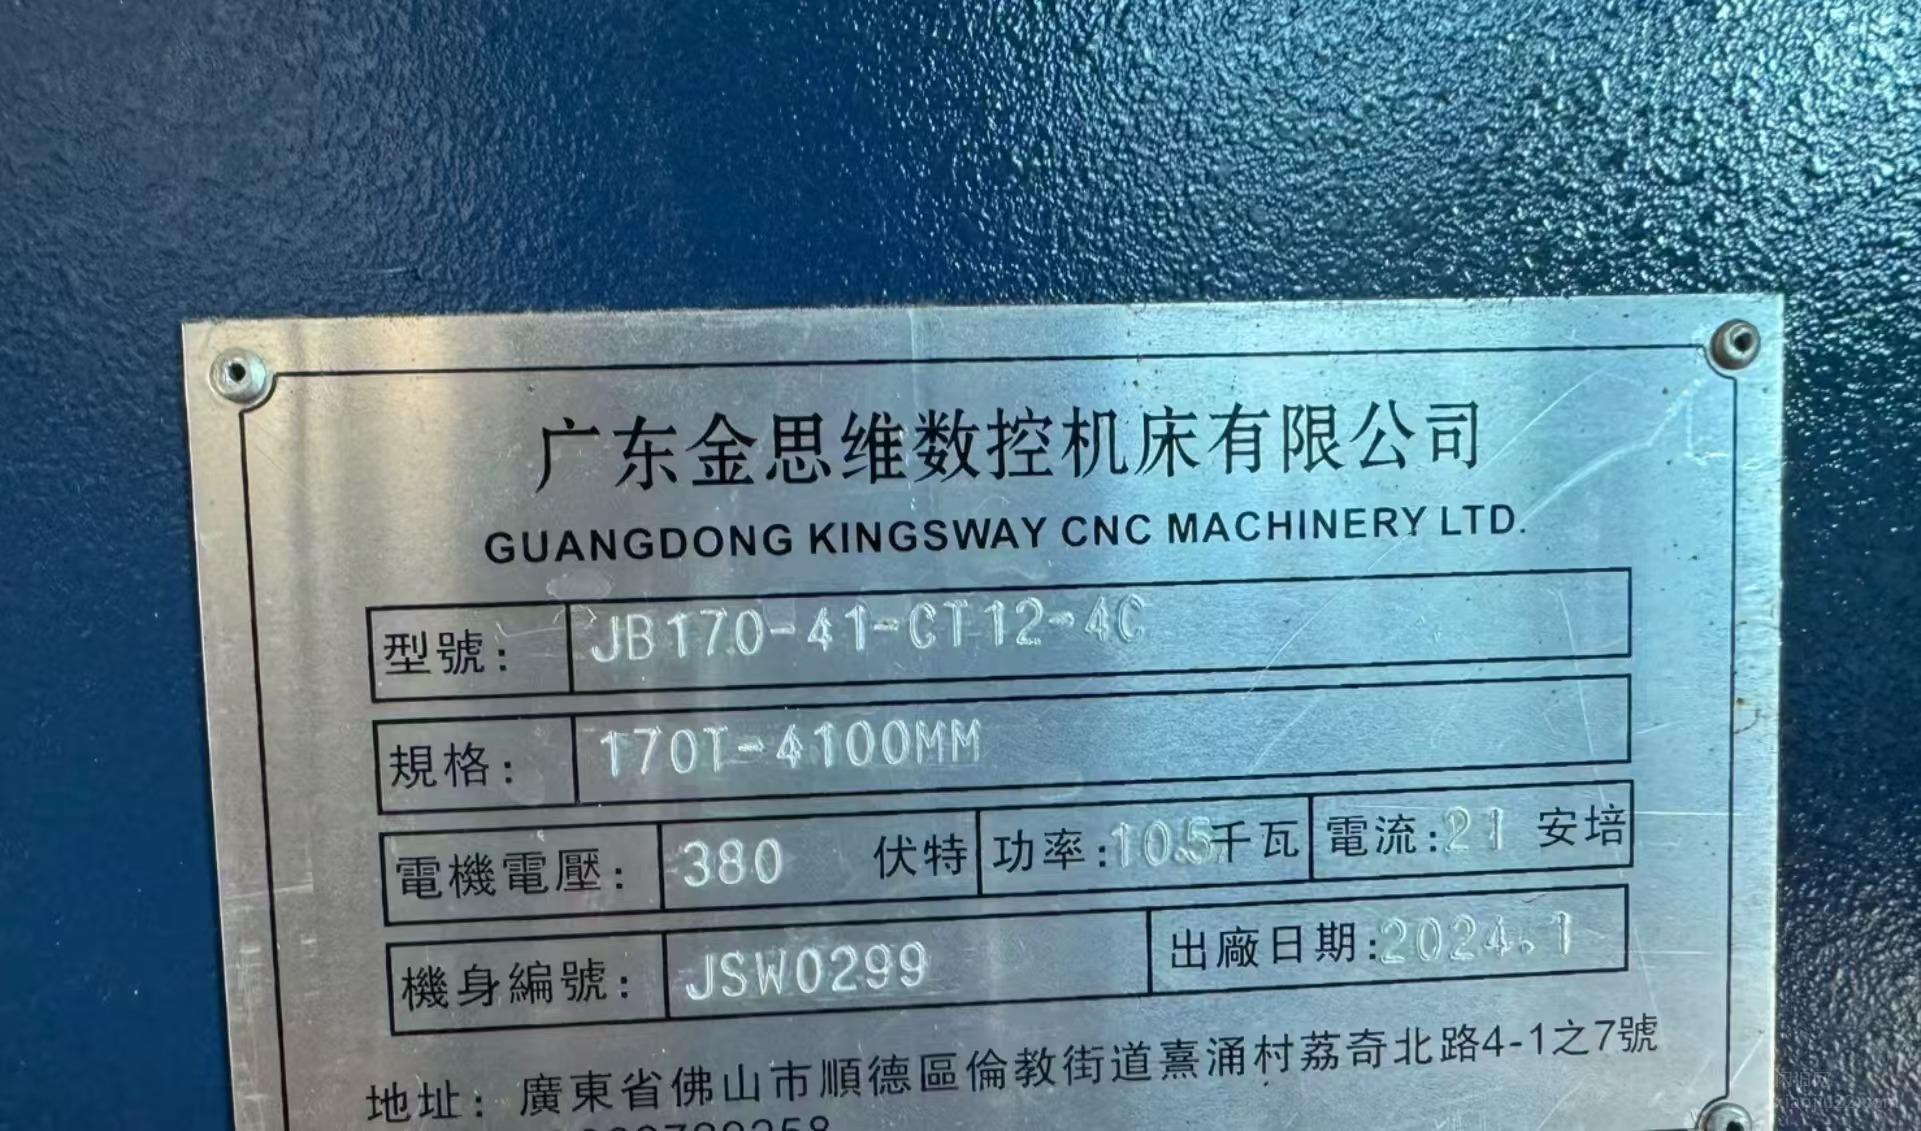 广东金思维数控机床有限公司
GUANGDONG KINGSWAY CNC MACHINERY LTD.
型號: JB170-41-CT12-4C
規格: 170T-4100MM
電機電壓: 380 伏特 功率:10.5千瓦 電流:21 安培
機身編號: JSW0299 出廠日期:2024.1
地址: 廣東省佛山市順德區倫教街道熹涌村荔奇北路4-1之7號